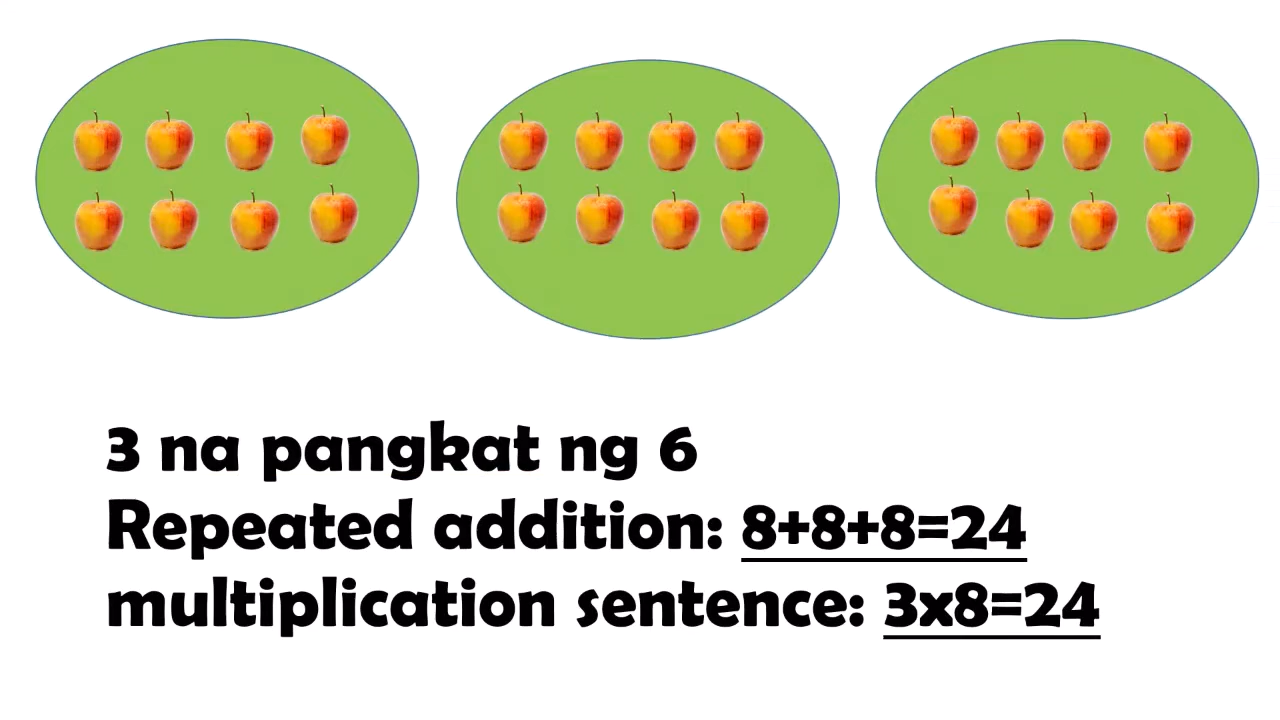 3 na pangkat ng 6
Repeated addition: 8+8+8=24
multiplication sentence: 3x8=24